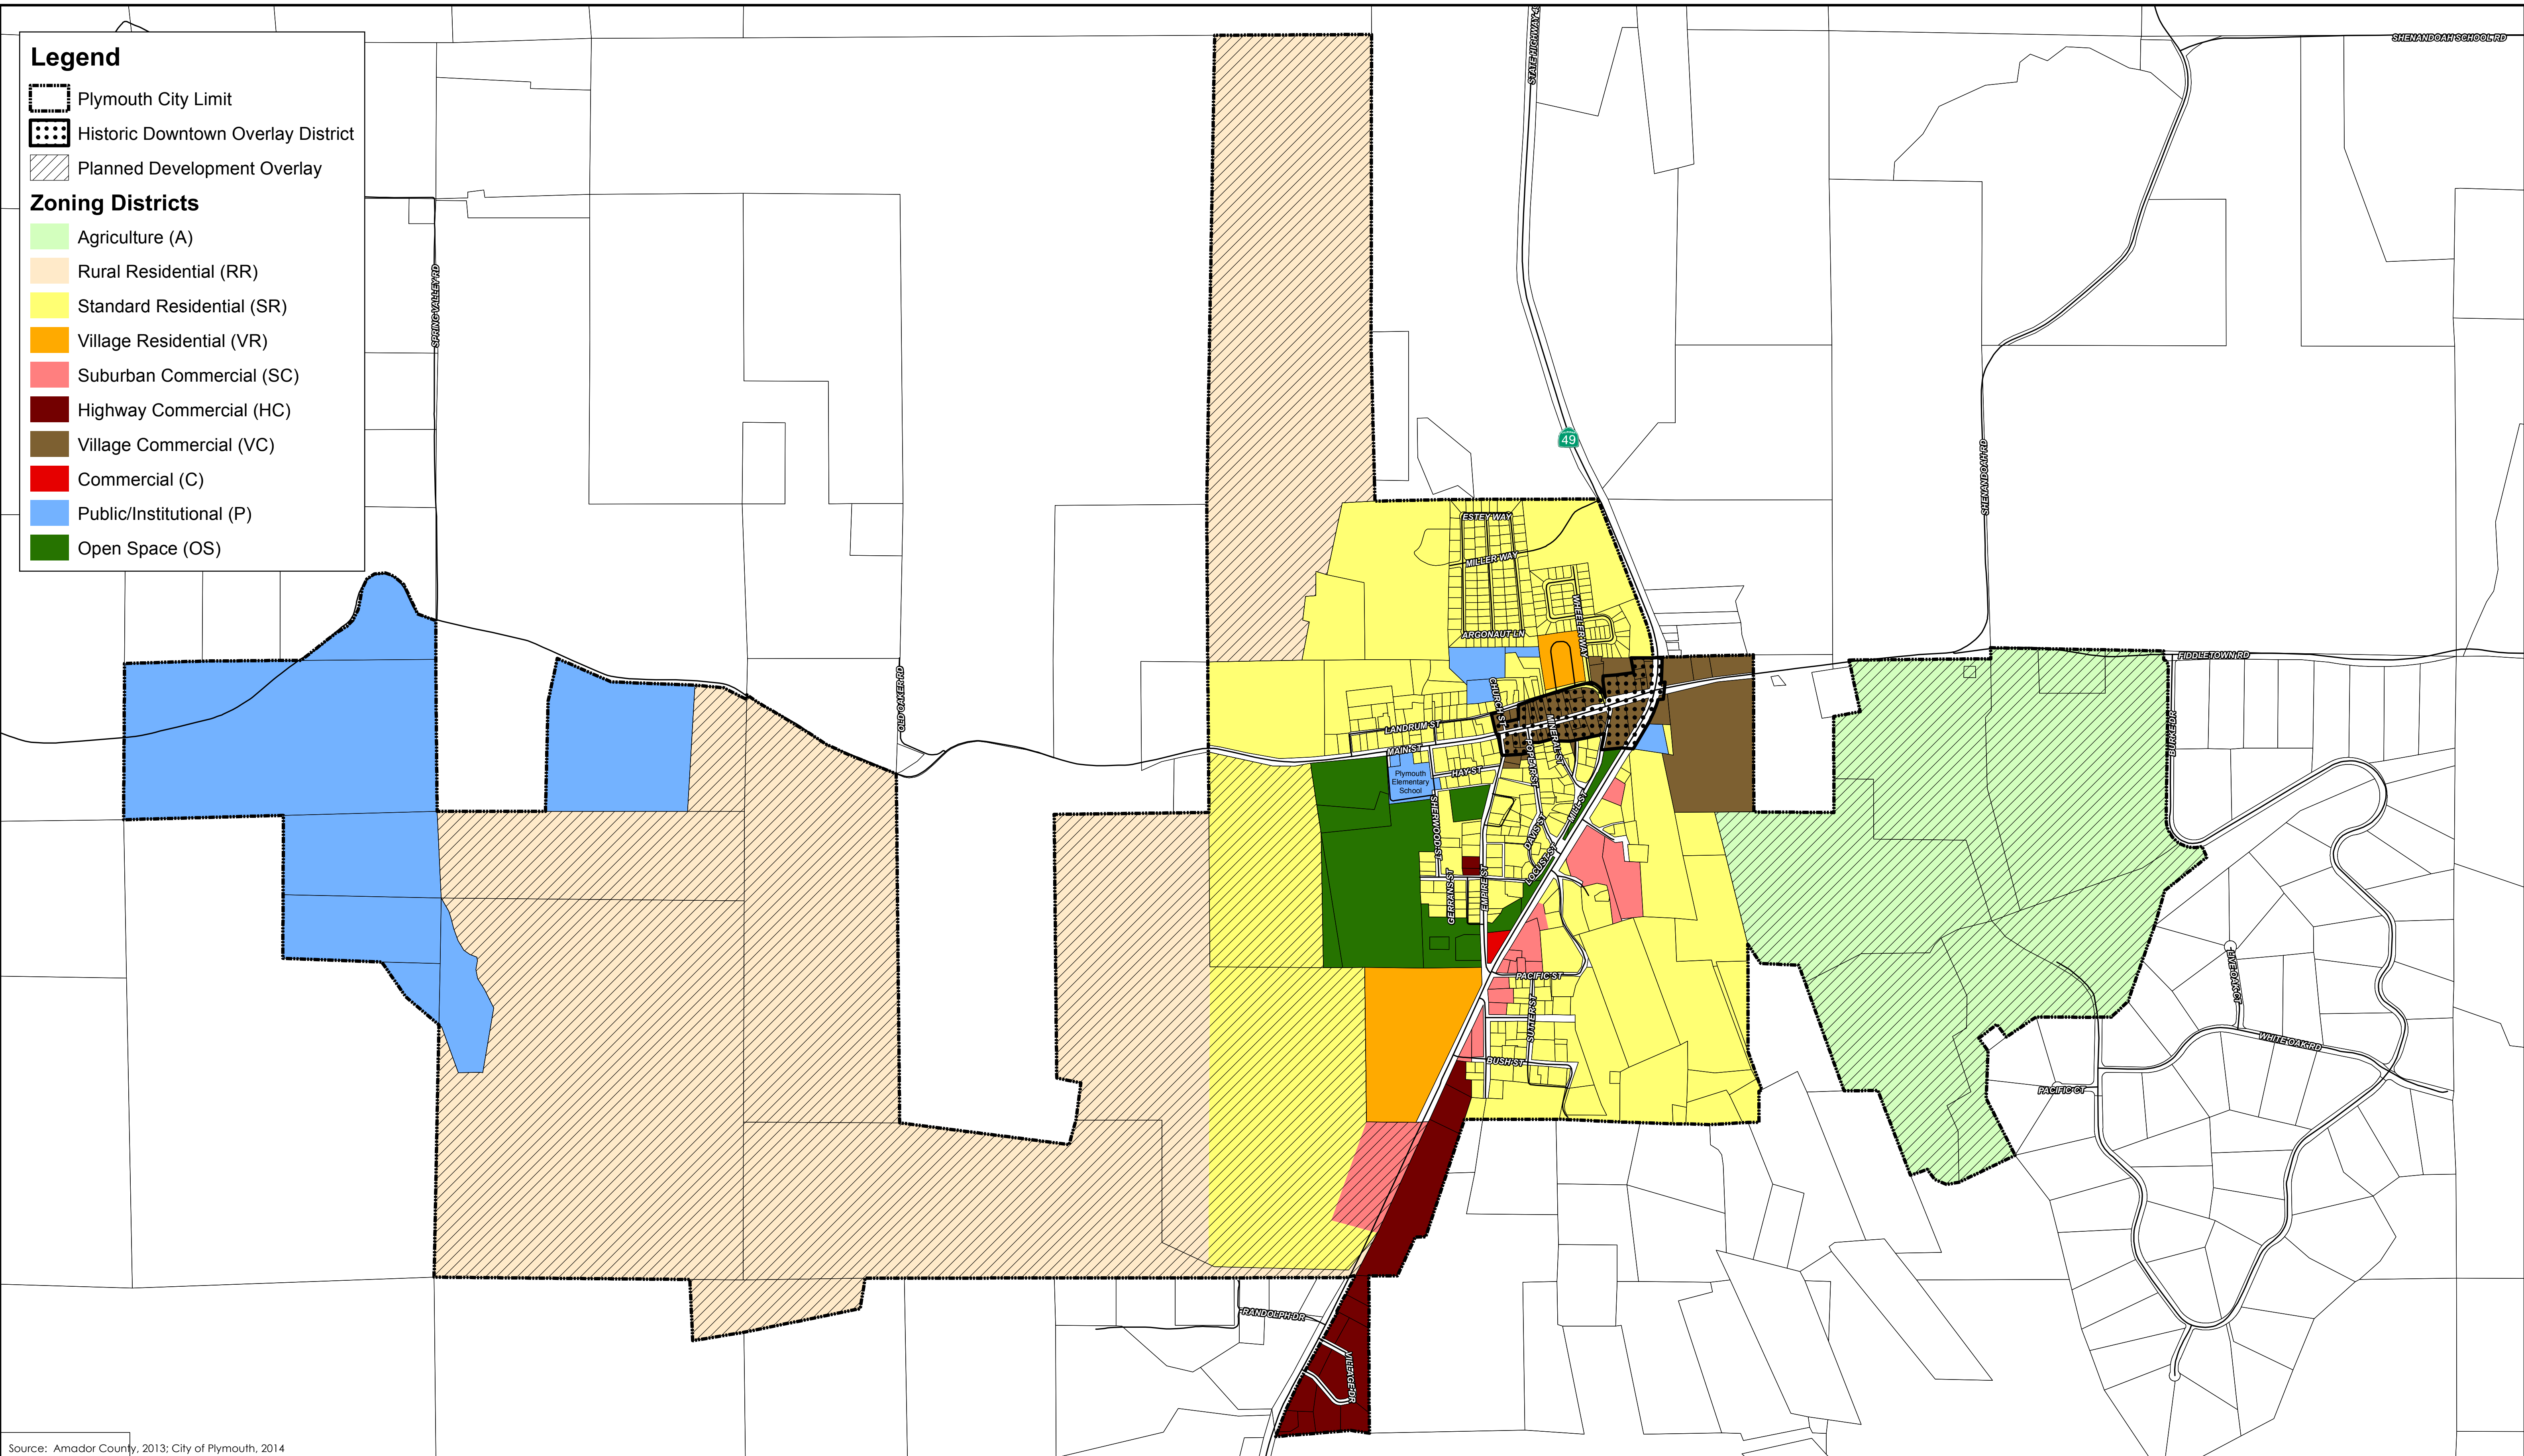 Legend
Plymouth City Limit
Historic Downtown Overlay District
Planned Development Overlay
Zoning Districts
Agriculture (A)
Rural Residential (RR)
Standard Residential (SR)
Village Residential (VR)
Suburban Commercial (SC)
Highway Commercial (HC)
Village Commercial (VC)
Commercial (C)
Public/Institutional (P)
Open Space (OS)
STATE HIGHWAY 49
SHENANDOAH SCHOOL RD
SPRING VALLEY RD
49
SHENANDOAH RD
ESTEY WAY
MILLER WAY
WHEELER WAY
ARGONAUT LN
FIDDLETOWN RD
OLD OAKER RD
CHURCH ST
LANDRUM ST
MAIN ST
MINERAL ST
POPLAR ST
BURKE DR
HAY ST
Plymouth
Elementary
School
SHERWOOD ST
MILL ST
DAVIS ST
LOCUST ST
GERRANS ST
EMPIRE ST
PACIFIC ST
SUTTER ST
BUSH ST
LIVE OAK CT
WHITE OAK RD
PACIFIC CT
RANDOLPH DR
VILLAGE DR
Source: Amador County, 2013; City of Plymouth, 2014